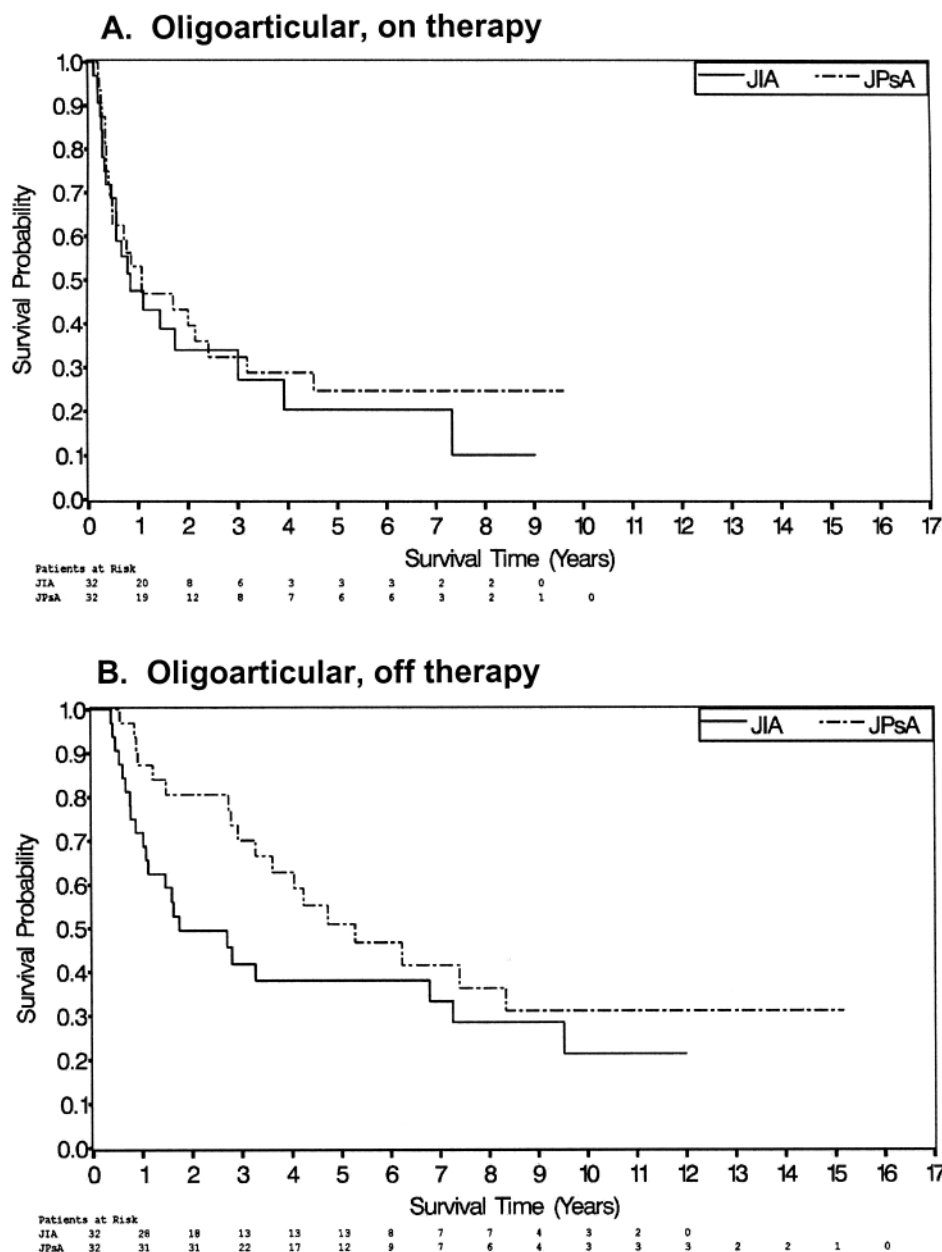 A. Oligoarticular, on therapy
JIA JPsA
Survival Probability
1.0
0.9
0.8
0.7
0.6
0.5
0.4
0.3
0.2
0.1
0.0
0 1 2 3 4 5 6 7 8 9 10 11 12 13 14 15 16 17
Survival Time (Years)
Patients at Risk
JIA 32 20 8 6 3 3 3 2 2 0
JPsA 32 19 12 8 7 6 6 3 2 1 0
B. Oligoarticular, off therapy
JIA JPsA
Survival Probability
1.0
0.9
0.8
0.7
0.6
0.5
0.4
0.3
0.2
0.1
0.0
0 1 2 3 4 5 6 7 8 9 10 11 12 13 14 15 16 17
Survival Time (Years)
Patients at Risk
JIA 32 28 18 13 13 13 8 7 7 4 3 2 0
JPsA 32 31 31 22 17 12 9 7 6 4 3 3 3 2 2 1 0